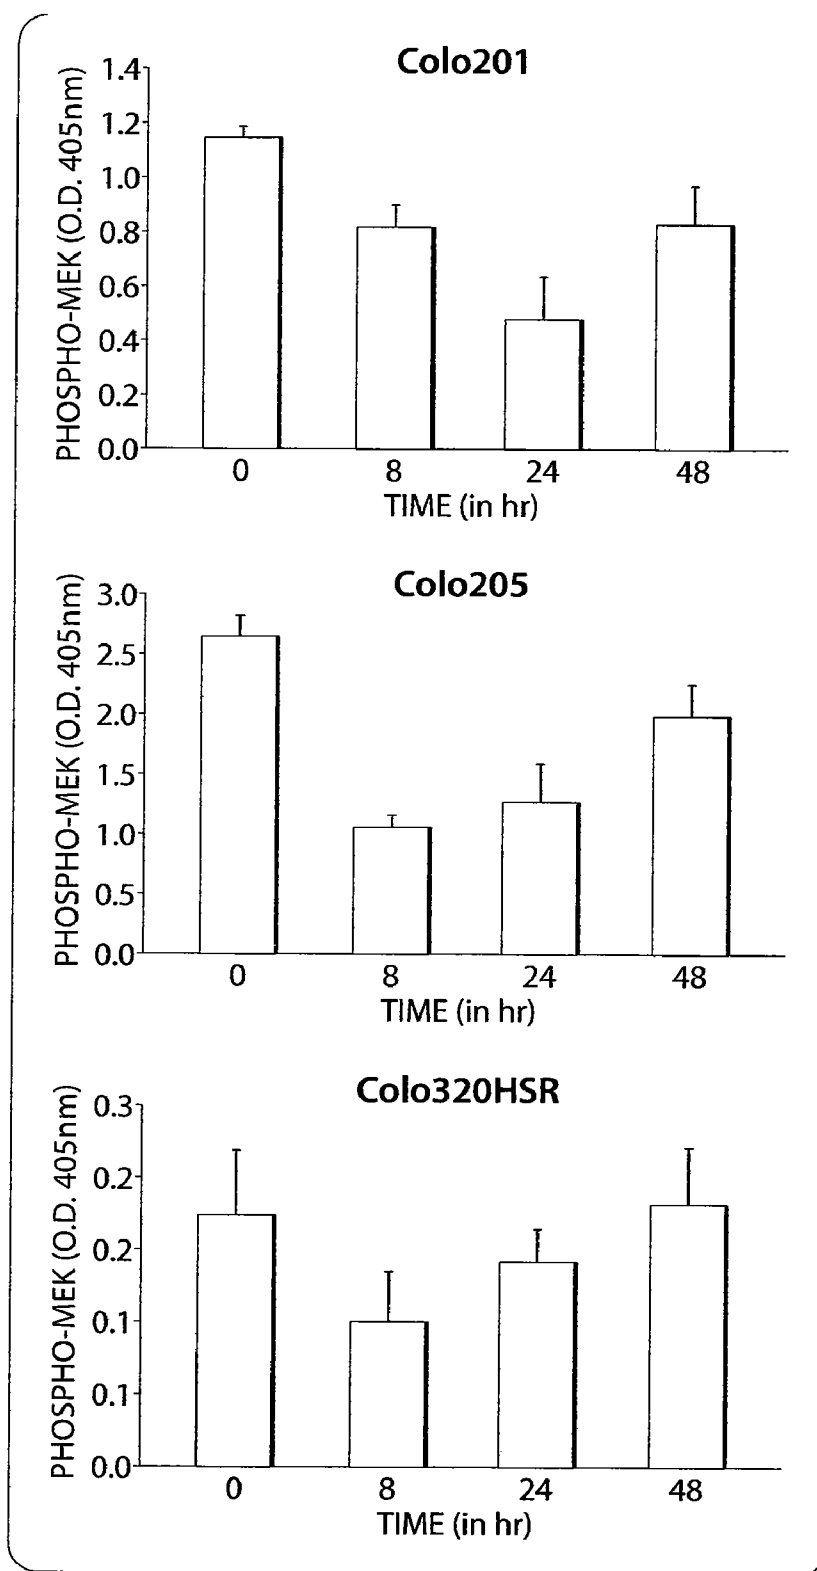 Colo201
PHOSPHO-MEK (O.D. 405nm)
1.4
1.2
1.0
0.8
0.6
0.4
0.2
0.0
0 8 24 48
TIME (in hr)
Colo205
PHOSPHO-MEK (O.D. 405nm)
3.0
2.5
2.0
1.5
1.0
0.5
0.0
0 8 24 48
TIME (in hr)
Colo320HSR
PHOSPHO-MEK (O.D. 405nm)
0.3
0.2
0.2
0.1
0.1
0.0
0 8 24 48
TIME (in hr)